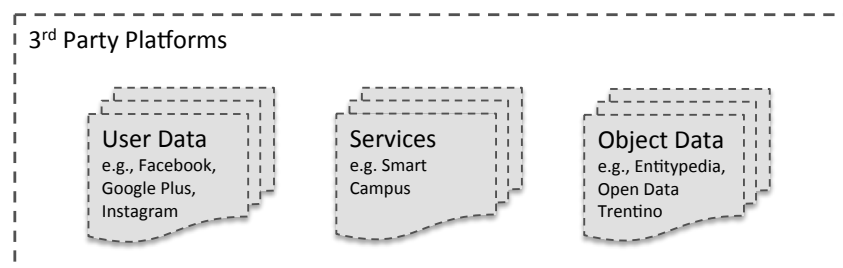 3rd Party Platforms
User Data
e.g., Facebook,
Google Plus,
Instagram
Services
e.g. Smart
Campus
Object Data
e.g., Entitypedia,
Open Data
Trentino